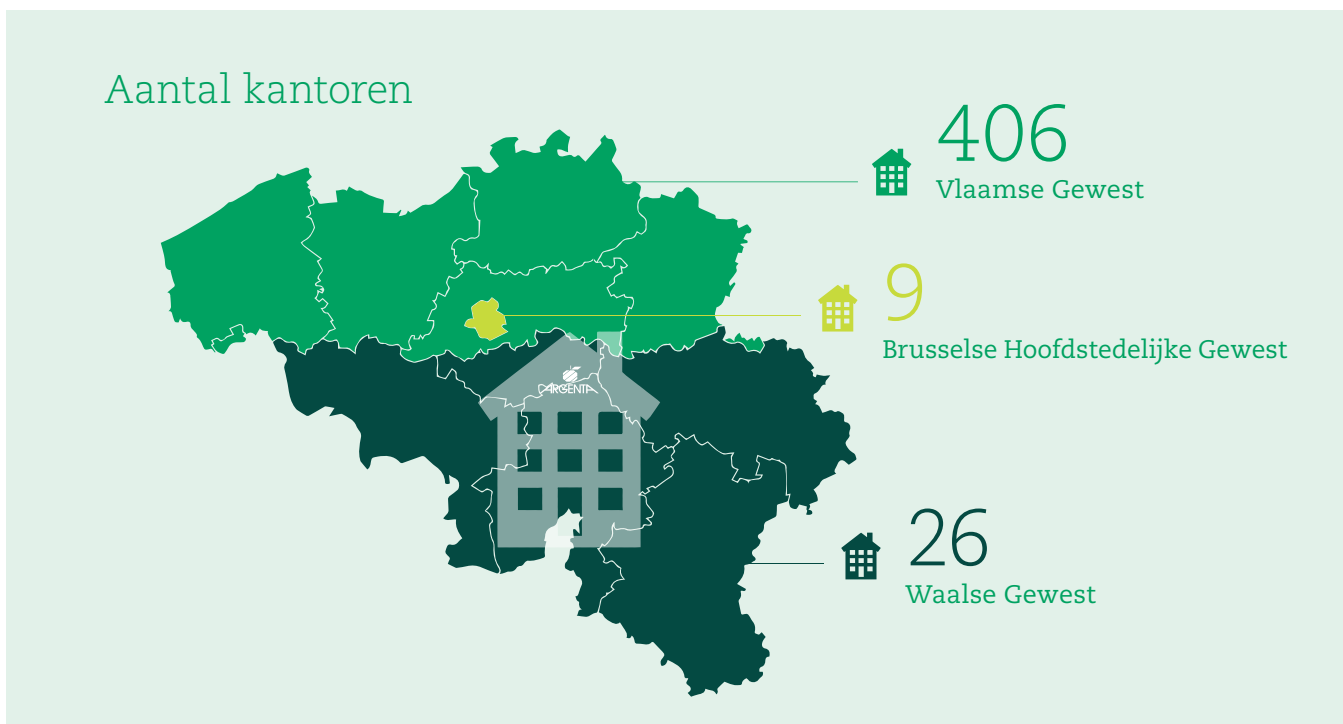 Aantal kantoren
406
Vlaamse Gewest
9
Brusselse Hoofdstedelijke Gewest
ARGENTA
26
Waalse Gewest